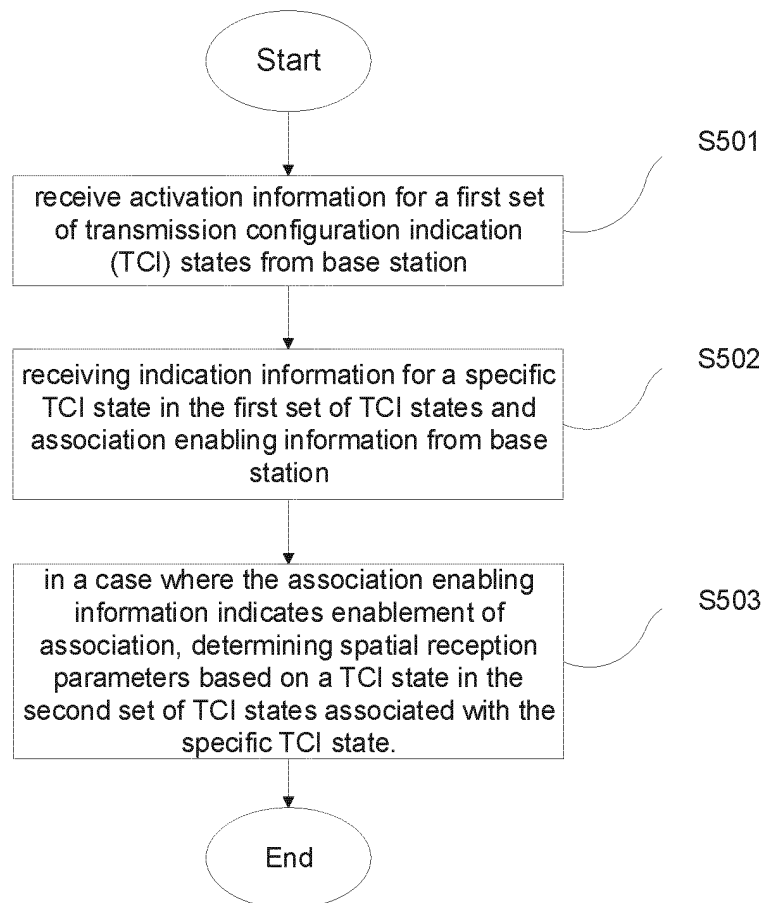 Start
S501
receive activation information for a first set
of transmission configuration indication
(TCI) states from base station
S502
receiving indication information for a specific
TCI state in the first set of TCI states and
association enabling information from base
station
S503
in a case where the association enabling
information indicates enablement of
association, determining spatial reception
parameters based on a TCI state in the
second set of TCI states associated with the
specific TCI state.
End